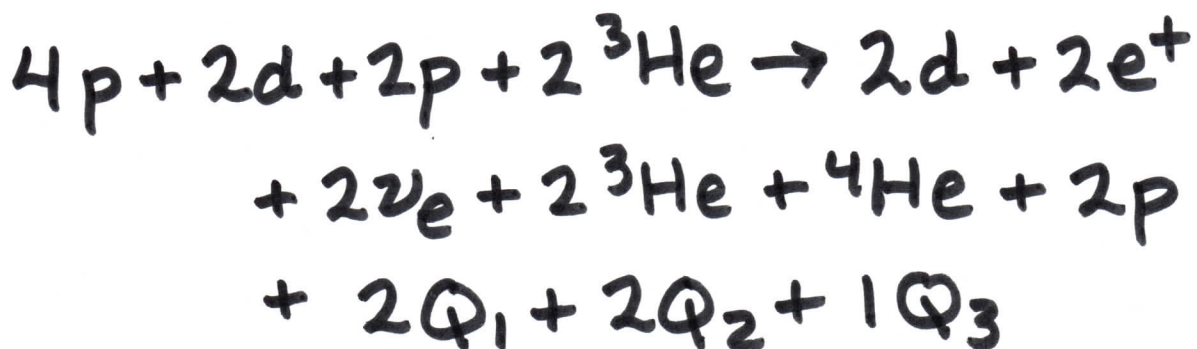 4p + 2d + 2p + 2 ³He → 2d + 2e⁺
+ 2νₑ + 2 ³He + ⁴He + 2p
+ 2Q₁ + 2Q₂ + 1Q₃